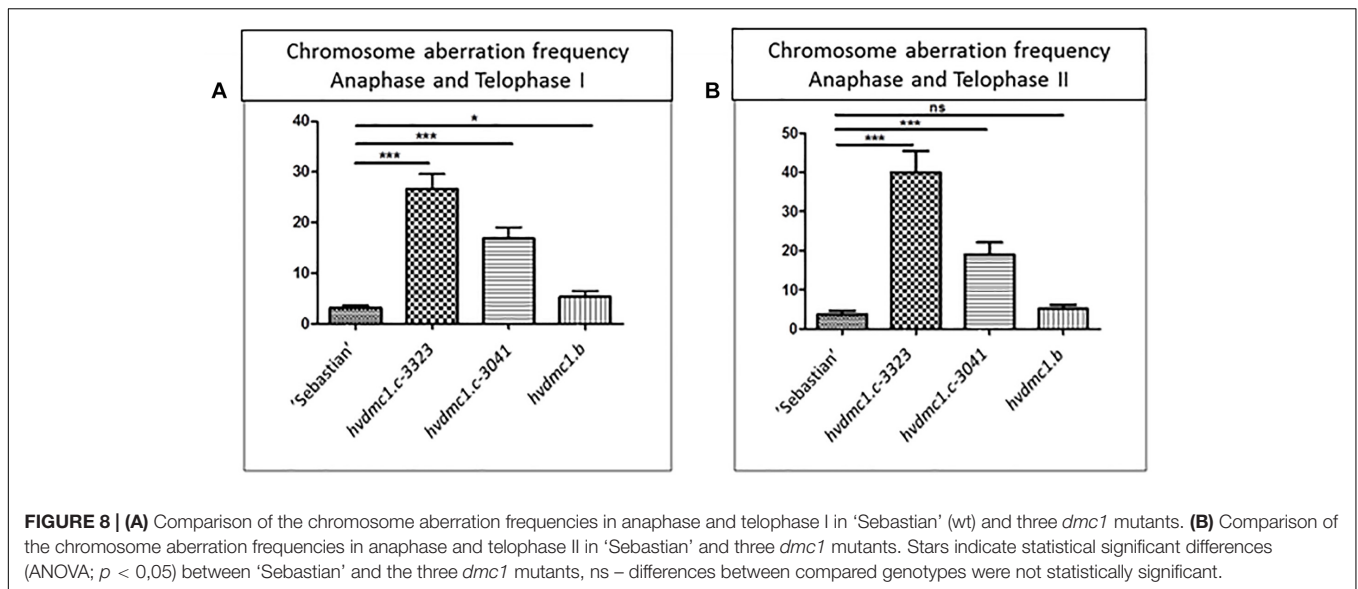 Chromosome aberration frequency
Anaphase and Telophase I
A
40
30
20
10
0
*
***
***
'Sebastian'
hvdmc1.c-3323
hvdmc1.c-3041
hvdmc1.b
Chromosome aberration frequency
Anaphase and Telophase II
B
50
40
30
20
10
0
ns
***
***
'Sebastian'
hvdmc1.c-3323
hvdmc1.c-3041
hvdmc1.b
FIGURE 8 | (A) Comparison of the chromosome aberration frequencies in anaphase and telophase I in ‘Sebastian’ (wt) and three dmc1 mutants. (B) Comparison of
the chromosome aberration frequencies in anaphase and telophase II in ‘Sebastian’ and three dmc1 mutants. Stars indicate statistical significant differences
(ANOVA; p < 0,05) between ‘Sebastian’ and the three dmc1 mutants, ns – differences between compared genotypes were not statistically significant.